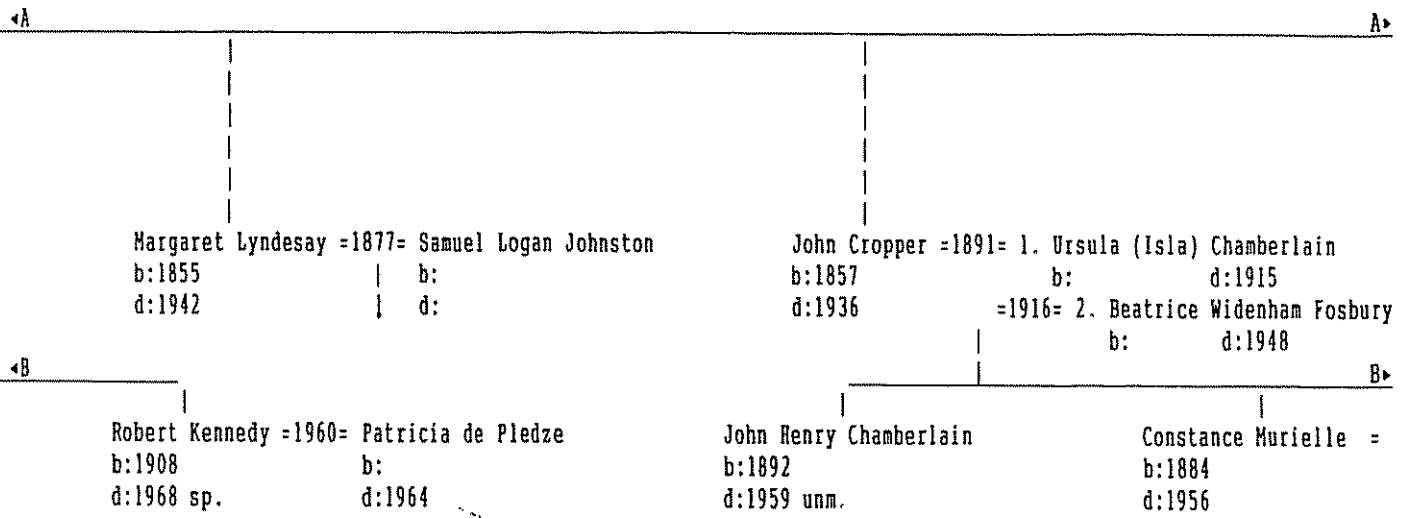 ◂A A▸
Margaret Lyndesay =1877= Samuel Logan Johnston John Cropper =1891= 1. Ursula (Isla) Chamberlain
b:1855 b: b:1857 b: d:1915
d:1942 d: d:1936 =1916= 2. Beatrice Widenham Fosbury
b: d:1948
◂B B▸
Robert Kennedy =1960= Patricia de Pledze John Henry Chamberlain Constance Murielle =
b:1908 b: b:1892 b:1884
d:1968 sp. d:1964 d:1959 unm. d:1956